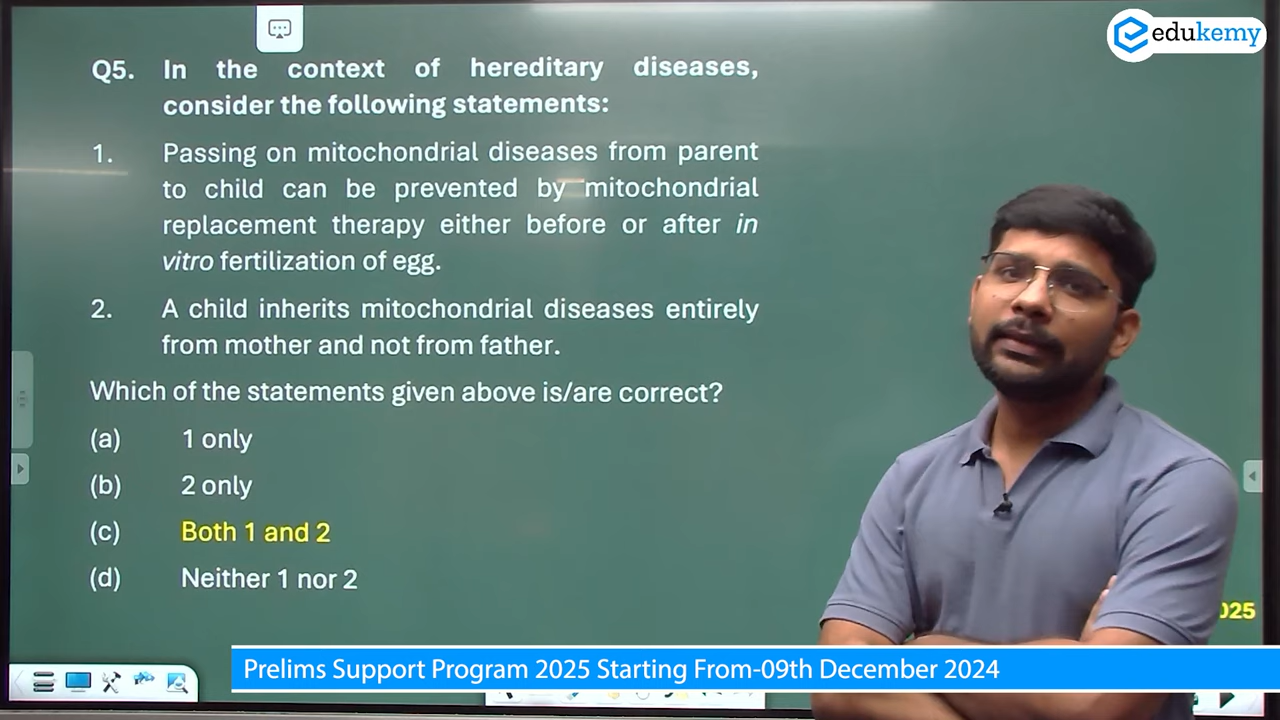 edukemy
Q5. In the context of hereditary diseases,
consider the following statements:
1. Passing on mitochondrial diseases from parent
to child can be prevented by mitochondrial
replacement therapy either before or after in
vitro fertilization of egg.
2. A child inherits mitochondrial diseases entirely
from mother and not from father.
Which of the statements given above is/are correct?
(a) 1 only
(b) 2 only
(c) Both 1 and 2
(d) Neither 1 nor 2
025
Prelims Support Program 2025 Starting From-09th December 2024